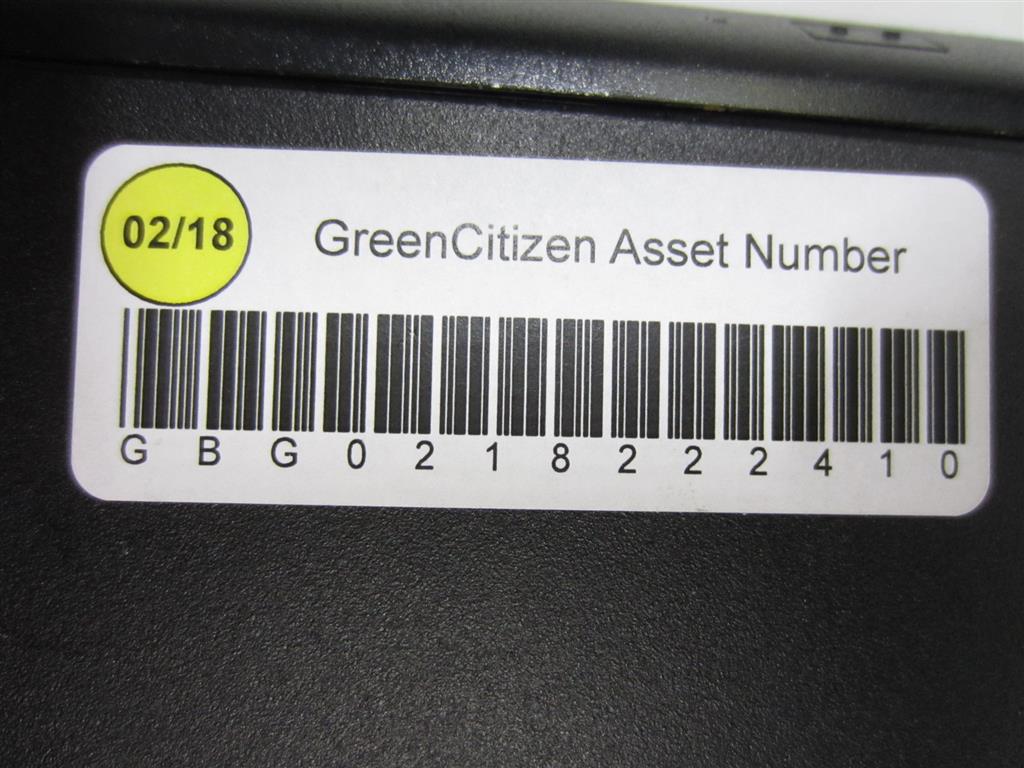 02/18
GreenCitizen Asset Number
G B G 0 2 1 8 2 2 2 4 1 0